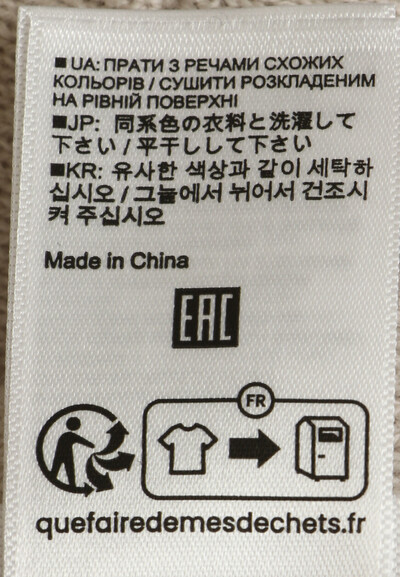 ■ UA: ПРАТИ З РЕЧАМИ СХОЖИХ
КОЛЬОРІВ / СУШИТИ РОЗКЛАДЕНИМ
НА РІВНІЙ ПОВЕРХНІ
■JP: 同系色の衣料と洗濯して
下さい / 平干しして下さい
■KR: 유사한 색상과 같이 세탁하
십시오 / 그늘에서 뉘어서 건조시
켜 주십시오
Made in China
EAC
FR
quefairedemesdechets.fr